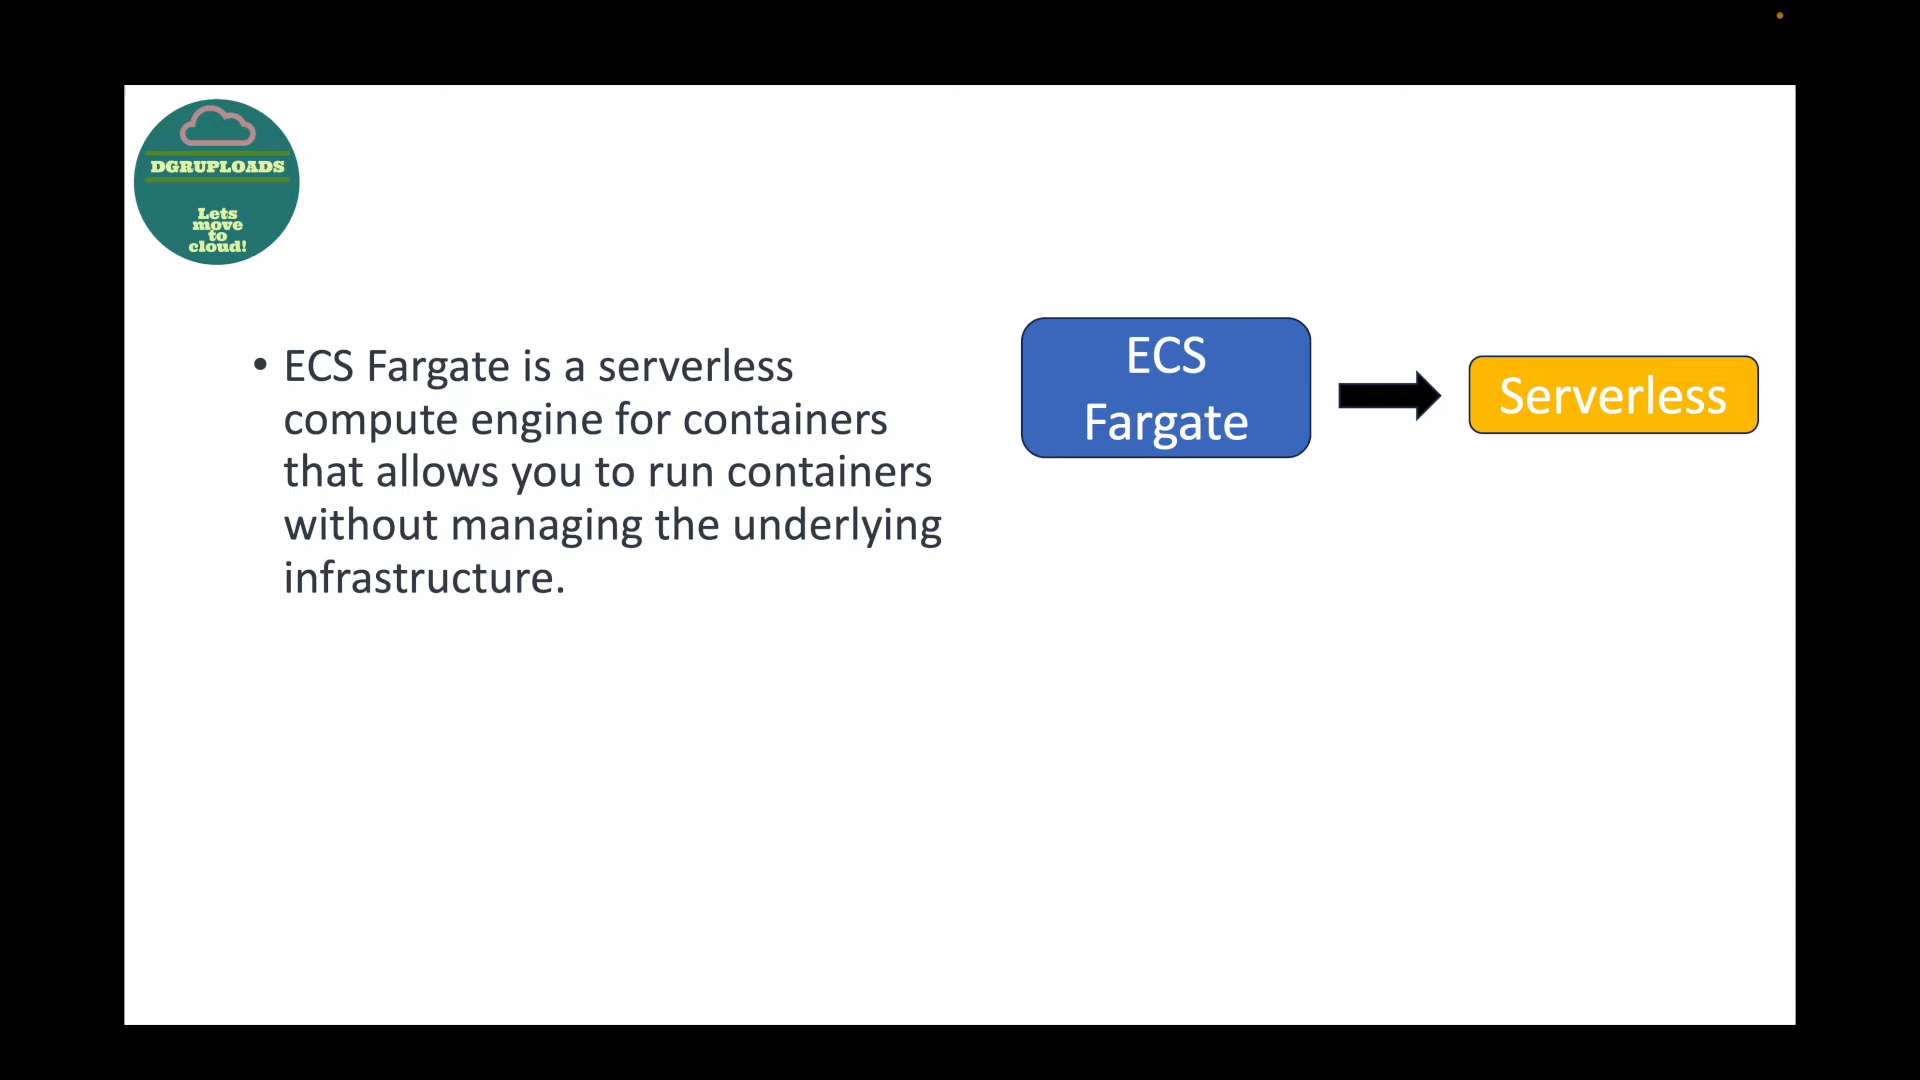 DGRUPLOADS
Lets
move
to
cloud!
• ECS Fargate is a serverless
compute engine for containers
that allows you to run containers
without managing the underlying
infrastructure.
ECS
Fargate
Serverless